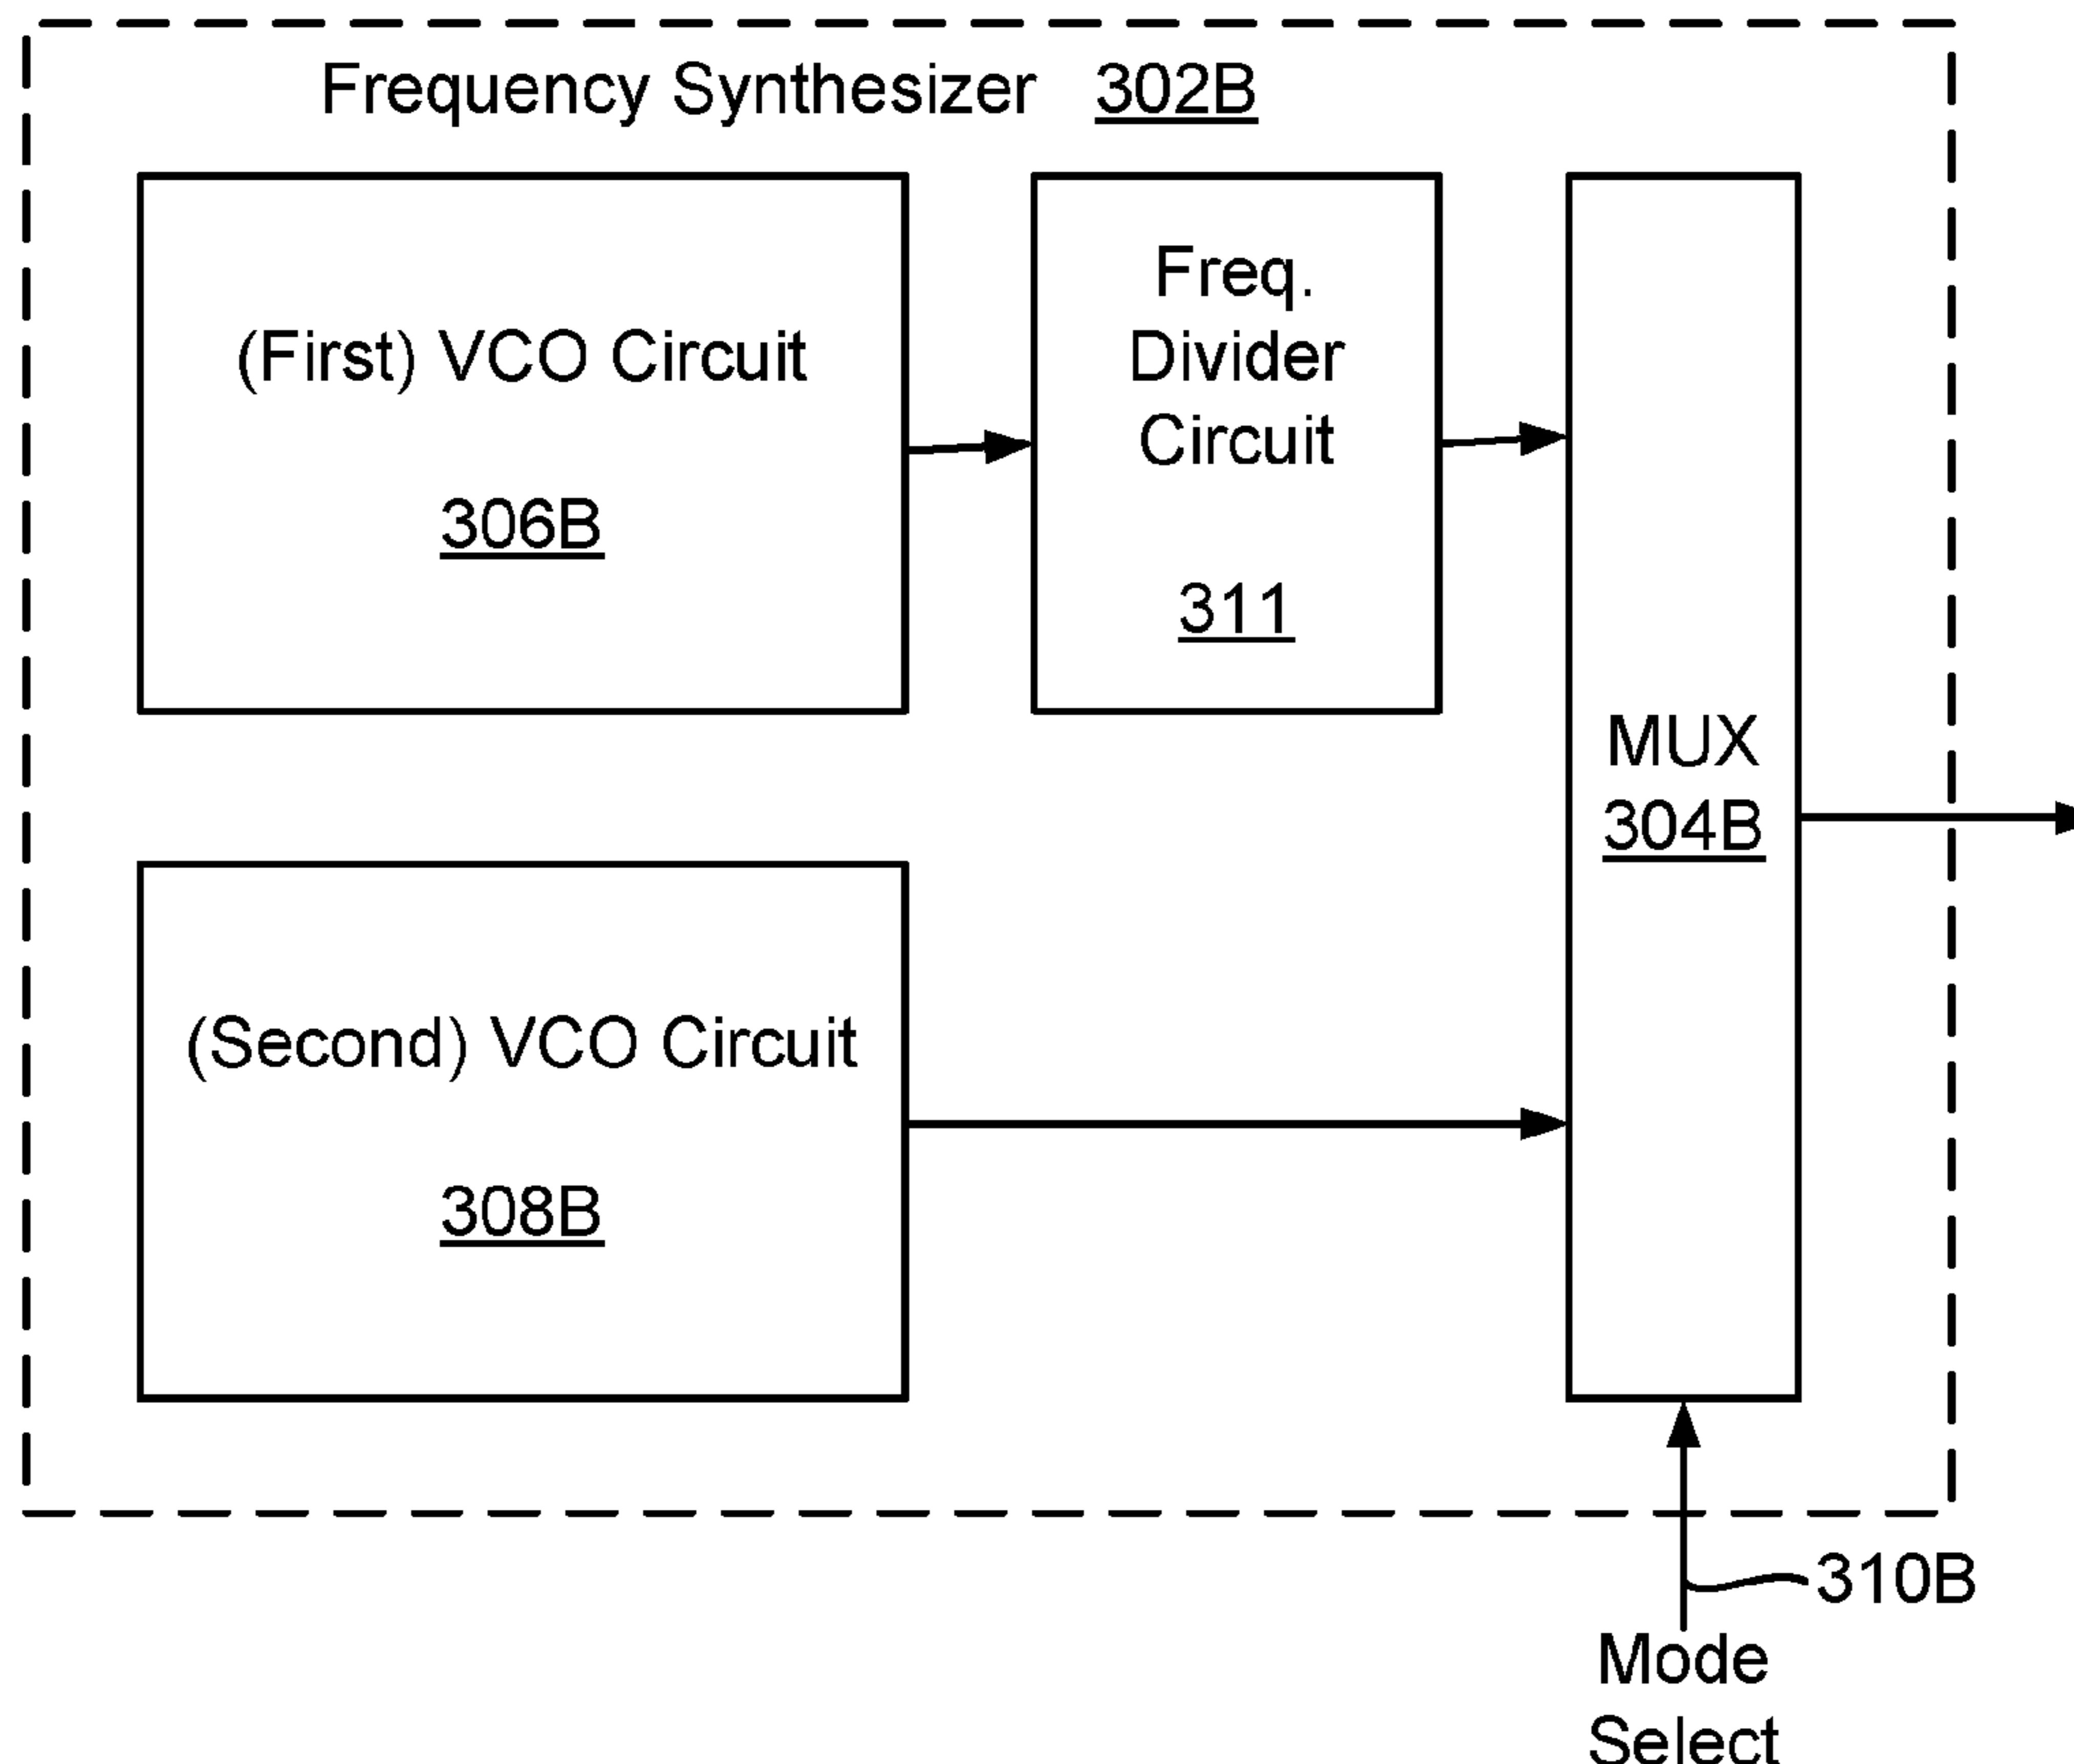 Frequency Synthesizer 302B
(First) VCO Circuit
306B
Freq.
Divider
Circuit
311
MUX
304B
(Second) VCO Circuit
308B
310B
Mode
Select